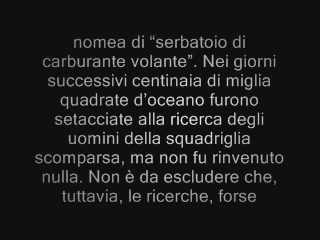 nomea di “serbatoio di
carburante volante”. Nei giorni
successivi centinaia di miglia
quadrate d’oceano furono
setacciate alla ricerca degli
uomini della squadriglia
scomparsa, ma non fu rinvenuto
nulla. Non è da escludere che,
tuttavia, le ricerche, forse